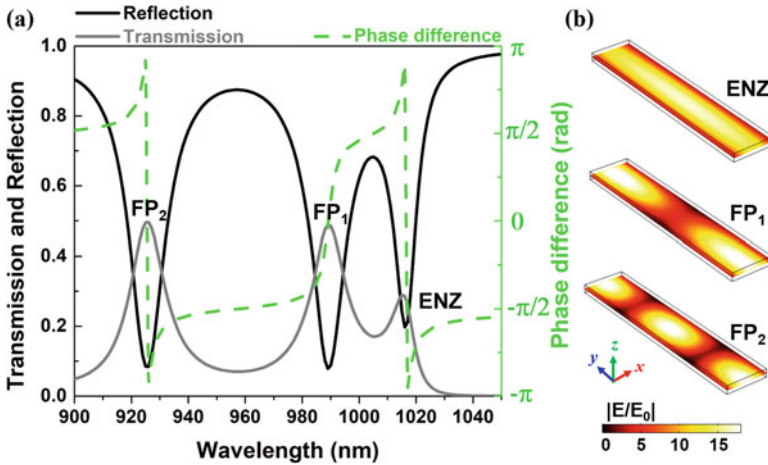 (a)
Reflection
Transmission
Phase difference
Transmission and Reflection
1.0
0.8
0.6
0.4
0.2
0.0
FP2
FP1
ENZ
π
π/2
0
-π/2
-π
Phase difference (rad)
900 920 940 960 980 1000 1020 1040
Wavelength (nm)
(b)
ENZ
FP1
FP2
z
y
x
|E/E0|
0 5 10 15